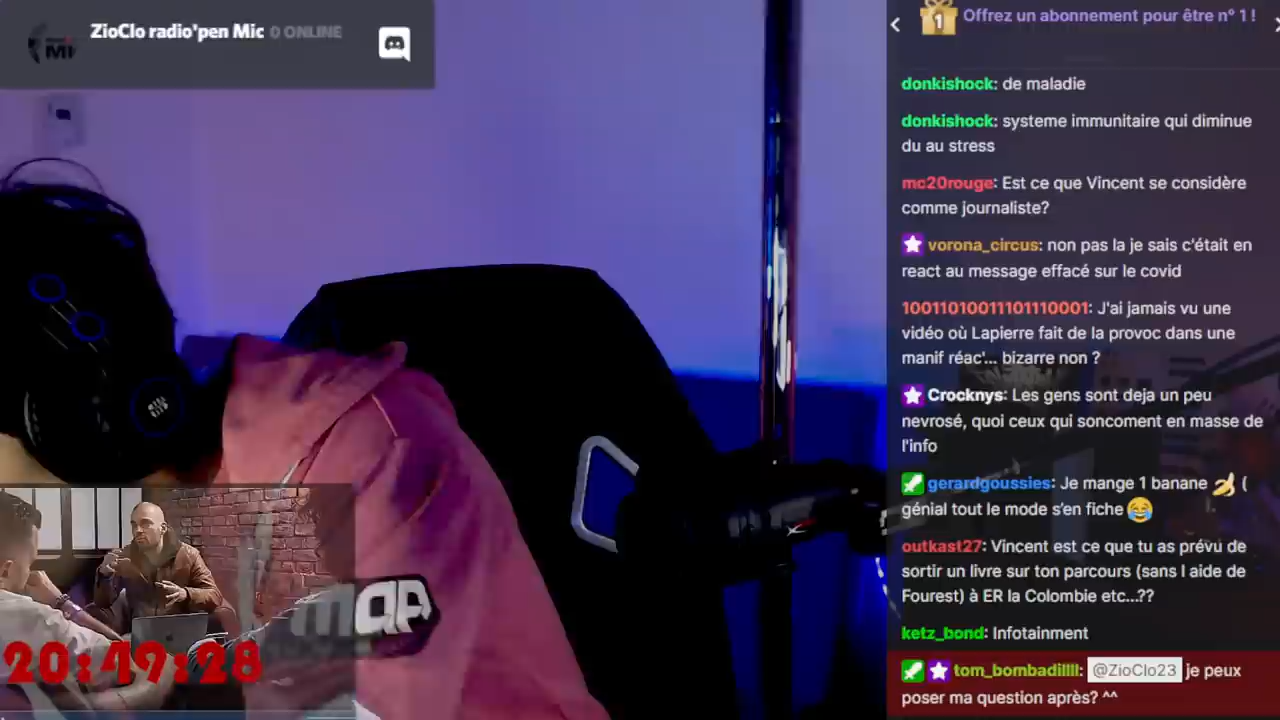 ZioClo radio'pen Mic 0 ONLINE
MI
Offrez un abonnement pour être n° 1 !
1
donkishock: de maladie
donkishock: systeme immunitaire qui diminue
du au stress
mc20rouge: Est ce que Vincent se considère
comme journaliste?
vorona_circus: non pas la je sais c'était en
react au message effacé sur le covid
10011010011101110001: J'ai jamais vu une
vidéo où Lapierre fait de la provoc dans une
manif réac'... bizarre non ?
Crocknys: Les gens sont deja un peu
nevrosé, quoi ceux qui soncoment en masse de
l'info
gerardgoussies: Je mange 1 banane 🍌 (
génial tout le mode s'en fiche 😂
outkast27: Vincent est ce que tu as prévu de
sortir un livre sur ton parcours (sans l aide de
Fourest) à ER la Colombie etc...??
ketz_bond: Infotainment
tom_bombadillll: @ZioClo23 je peux
poser ma question après? ^^
map
20:49:28